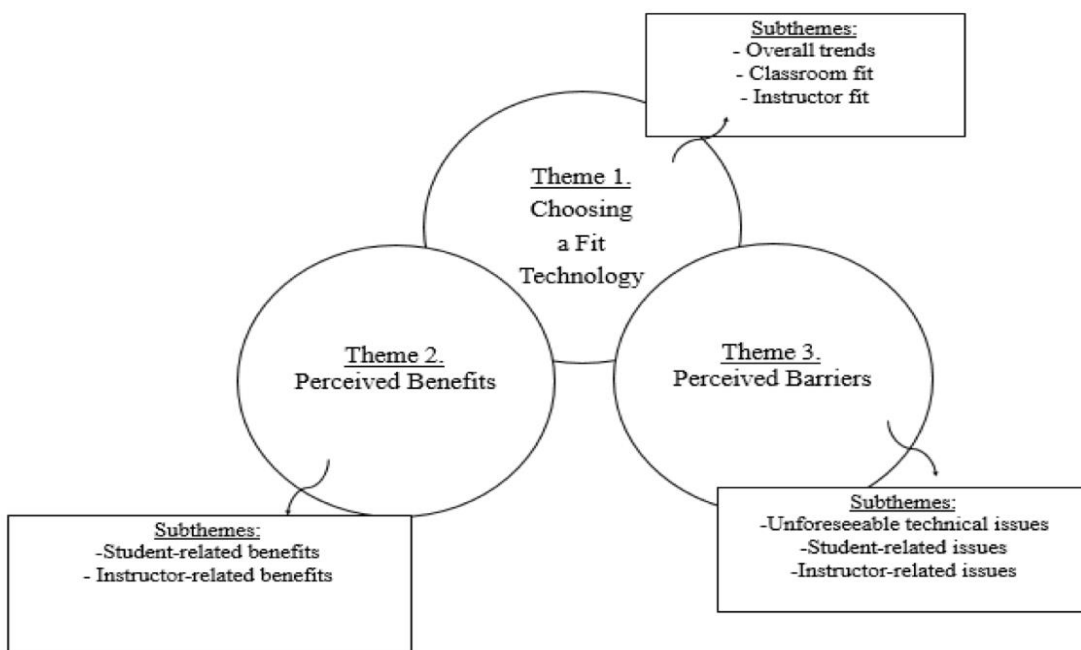 Subthemes:
- Overall trends
- Classroom fit
- Instructor fit
Theme 1.
Choosing
a Fit
Technology
Theme 2.
Perceived Benefits
Theme 3.
Perceived Barriers
Subthemes:
-Student-related benefits
- Instructor-related benefits
Subthemes:
-Unforeseeable technical issues
-Student-related issues
-Instructor-related issues